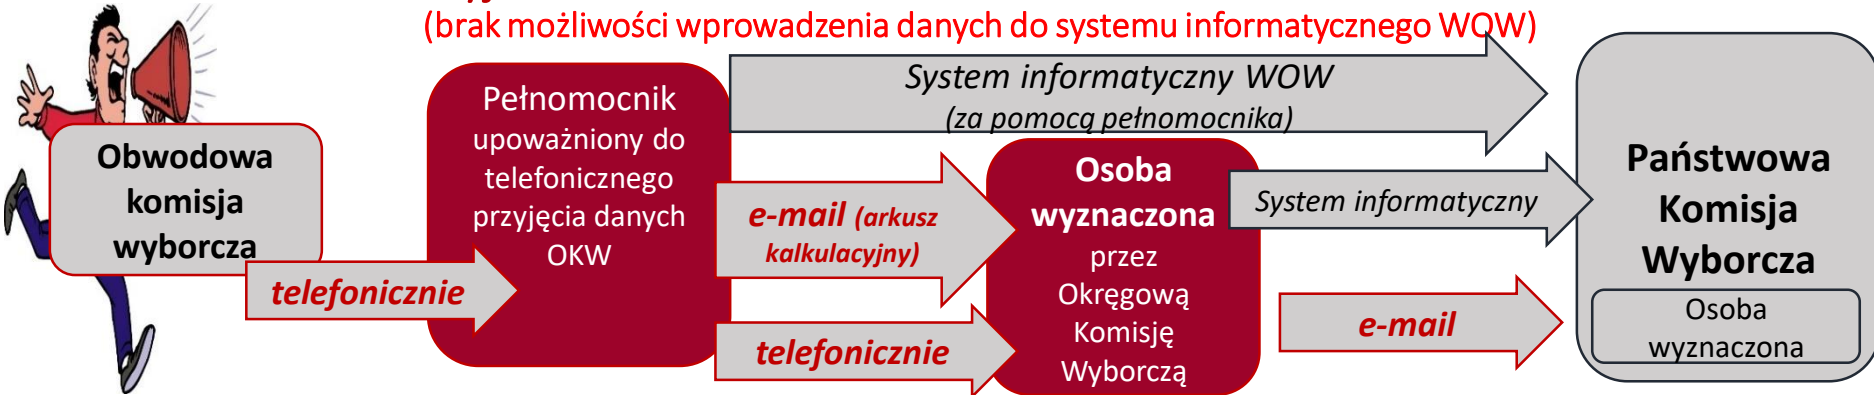 (brak możliwości wprowadzenia danych do systemu informatycznego WOW)
Obwodowa
komisja
wyborcza
telefonicznie
Pełnomocnik
upoważniony do
telefonicznego
przyjęcia danych
OKW
System informatyczny WOW
(za pomocą pełnomocnika)
e-mail (arkusz
kalkulacyjny)
telefonicznie
Osoba
wyznaczona
przez
Okręgową
Komisję
Wyborczą
System informatyczny
e-mail
Państwowa
Komisja
Wyborcza
Osoba
wyznaczona